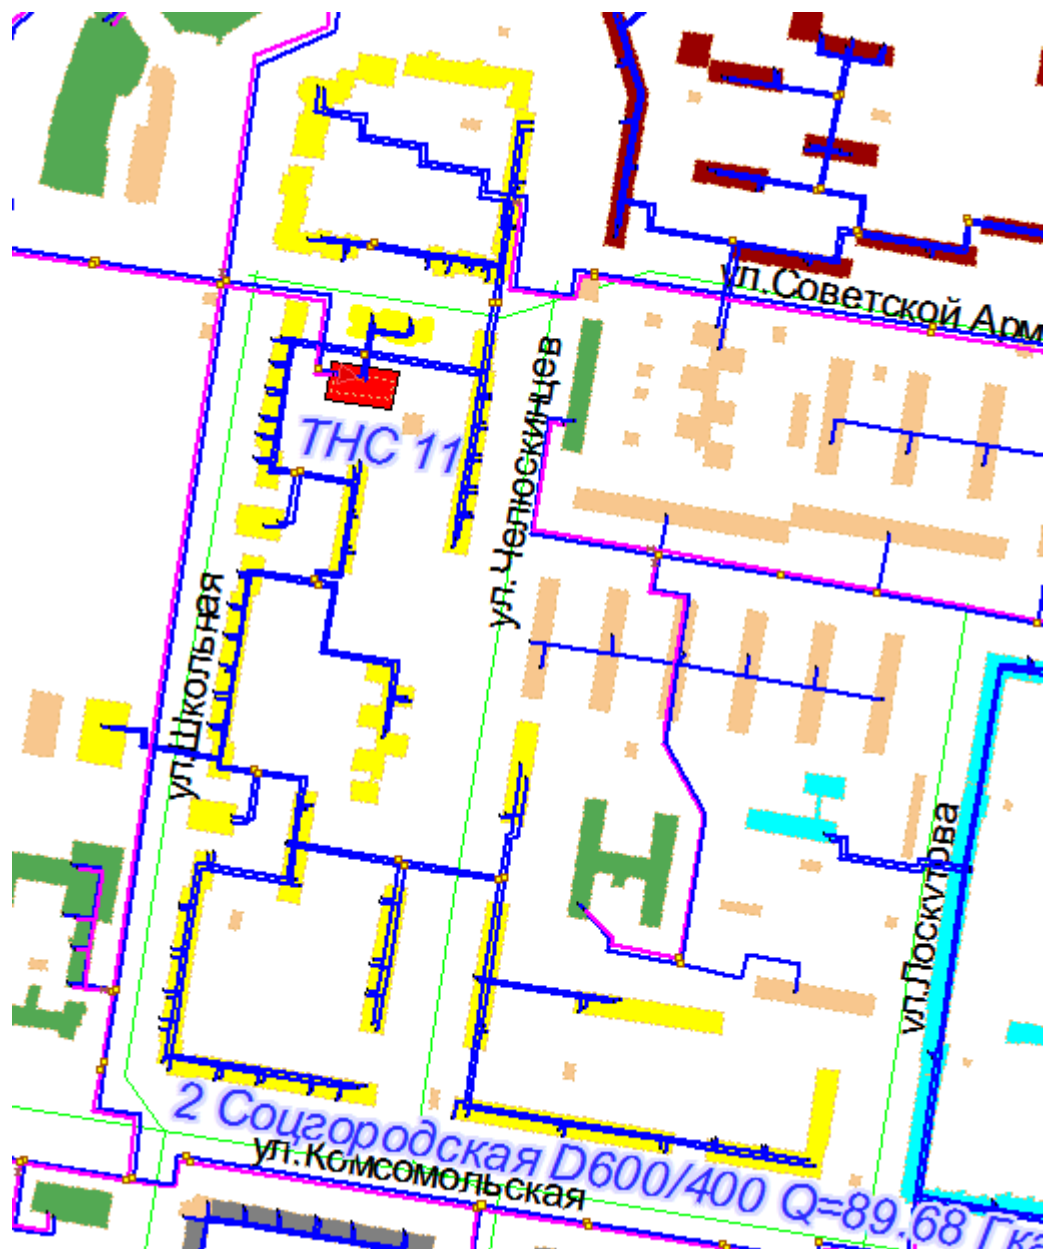 ул.Советской Арм
ул.Челюскинцев
ТНС 11
ул.Школьная
ул.Лоскутова
2 Соцгородская D600/400 Q=89.68 Гка
ул.Комсомольская